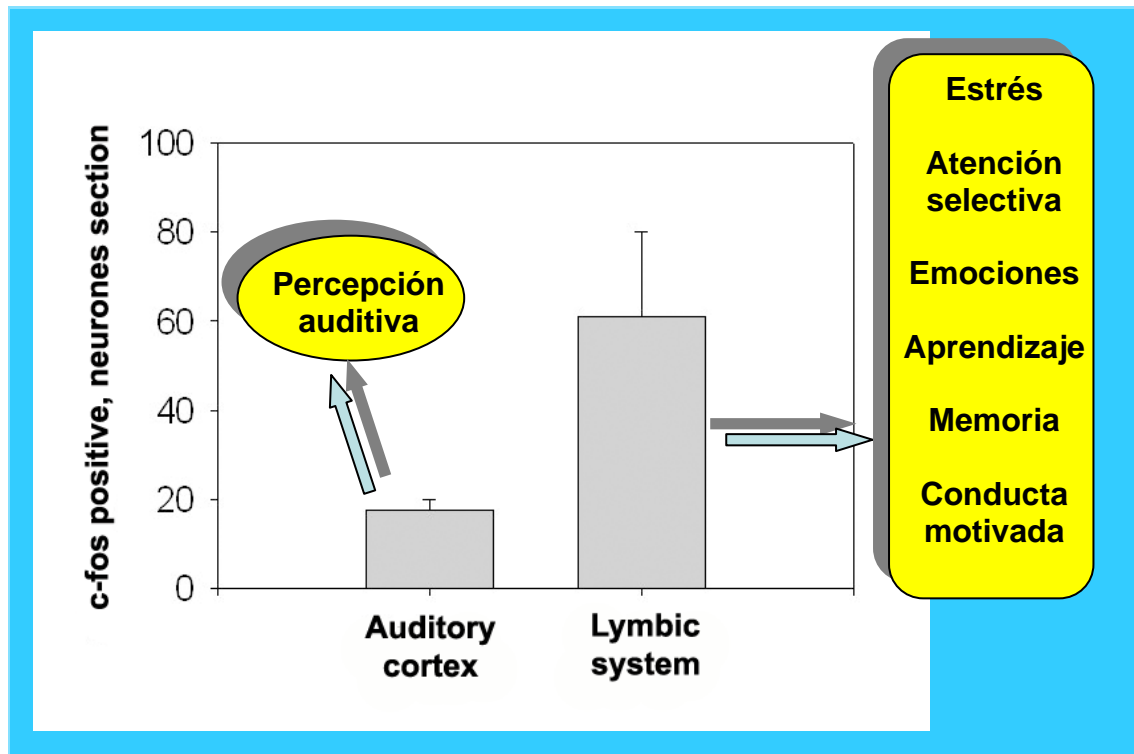 Estrés
Atención
selectiva
Emociones
Aprendizaje
Memoria
Conducta
motivada
c-fos positive, neurones section
100
80
60
40
20
0
Percepción
auditiva
Auditory
cortex
Lymbic
system